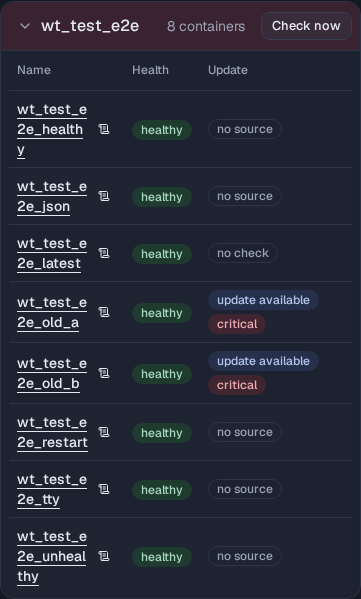 wt_test_e2e 8 containers Check now
Name Health Update
wt_test_e
2e_health
y
healthy no source
wt_test_e
2e_json
healthy no source
wt_test_e
2e_latest
healthy no check
wt_test_e
2e_old_a
healthy update available
critical
wt_test_e
2e_old_b
healthy update available
critical
wt_test_e
2e_restart
healthy no source
wt_test_e
2e_tty
healthy no source
wt_test_e
2e_unheal
thy
healthy no source